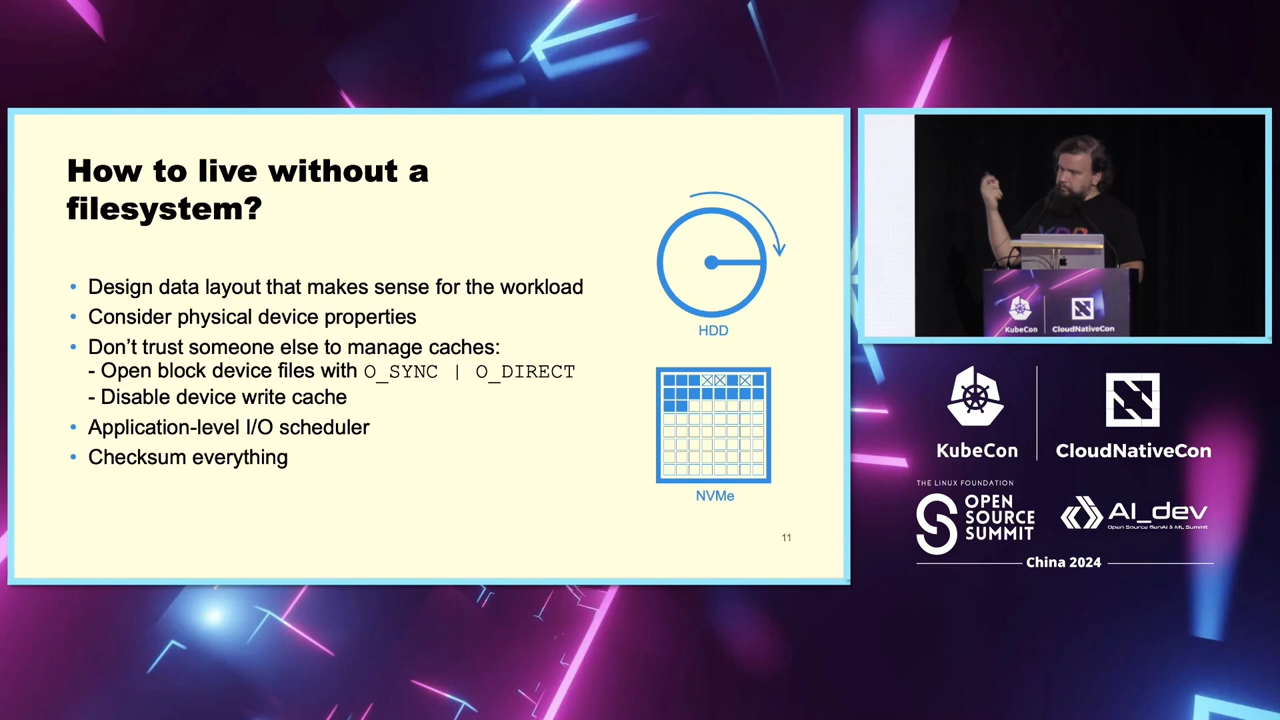 How to live without a
filesystem?
• Design data layout that makes sense for the workload
• Consider physical device properties
• Don’t trust someone else to manage caches:
- Open block device files with O_SYNC | O_DIRECT
- Disable device write cache
• Application-level I/O scheduler
• Checksum everything
HDD
NVMe
11
KubeCon
CloudNativeCon
KubeCon
CloudNativeCon
THE LINUX FOUNDATION
OPEN
SOURCE
SUMMIT
AI_dev
Open Source GenAI & ML Summit
China 2024